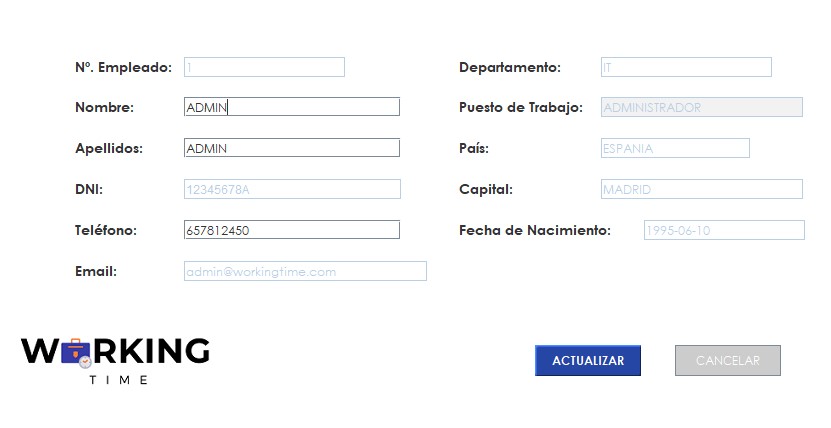 Nº. Empleado: 1
Departamento: IT
Nombre: ADMIN
Puesto de Trabajo: ADMINISTRADOR
Apellidos: ADMIN
País: ESPANIA
DNI: 12345678A
Capital: MADRID
Teléfono: 657812450
Fecha de Nacimiento: 1995-06-10
Email: admin@workingtime.com
WORKING
TIME
ACTUALIZAR
CANCELAR